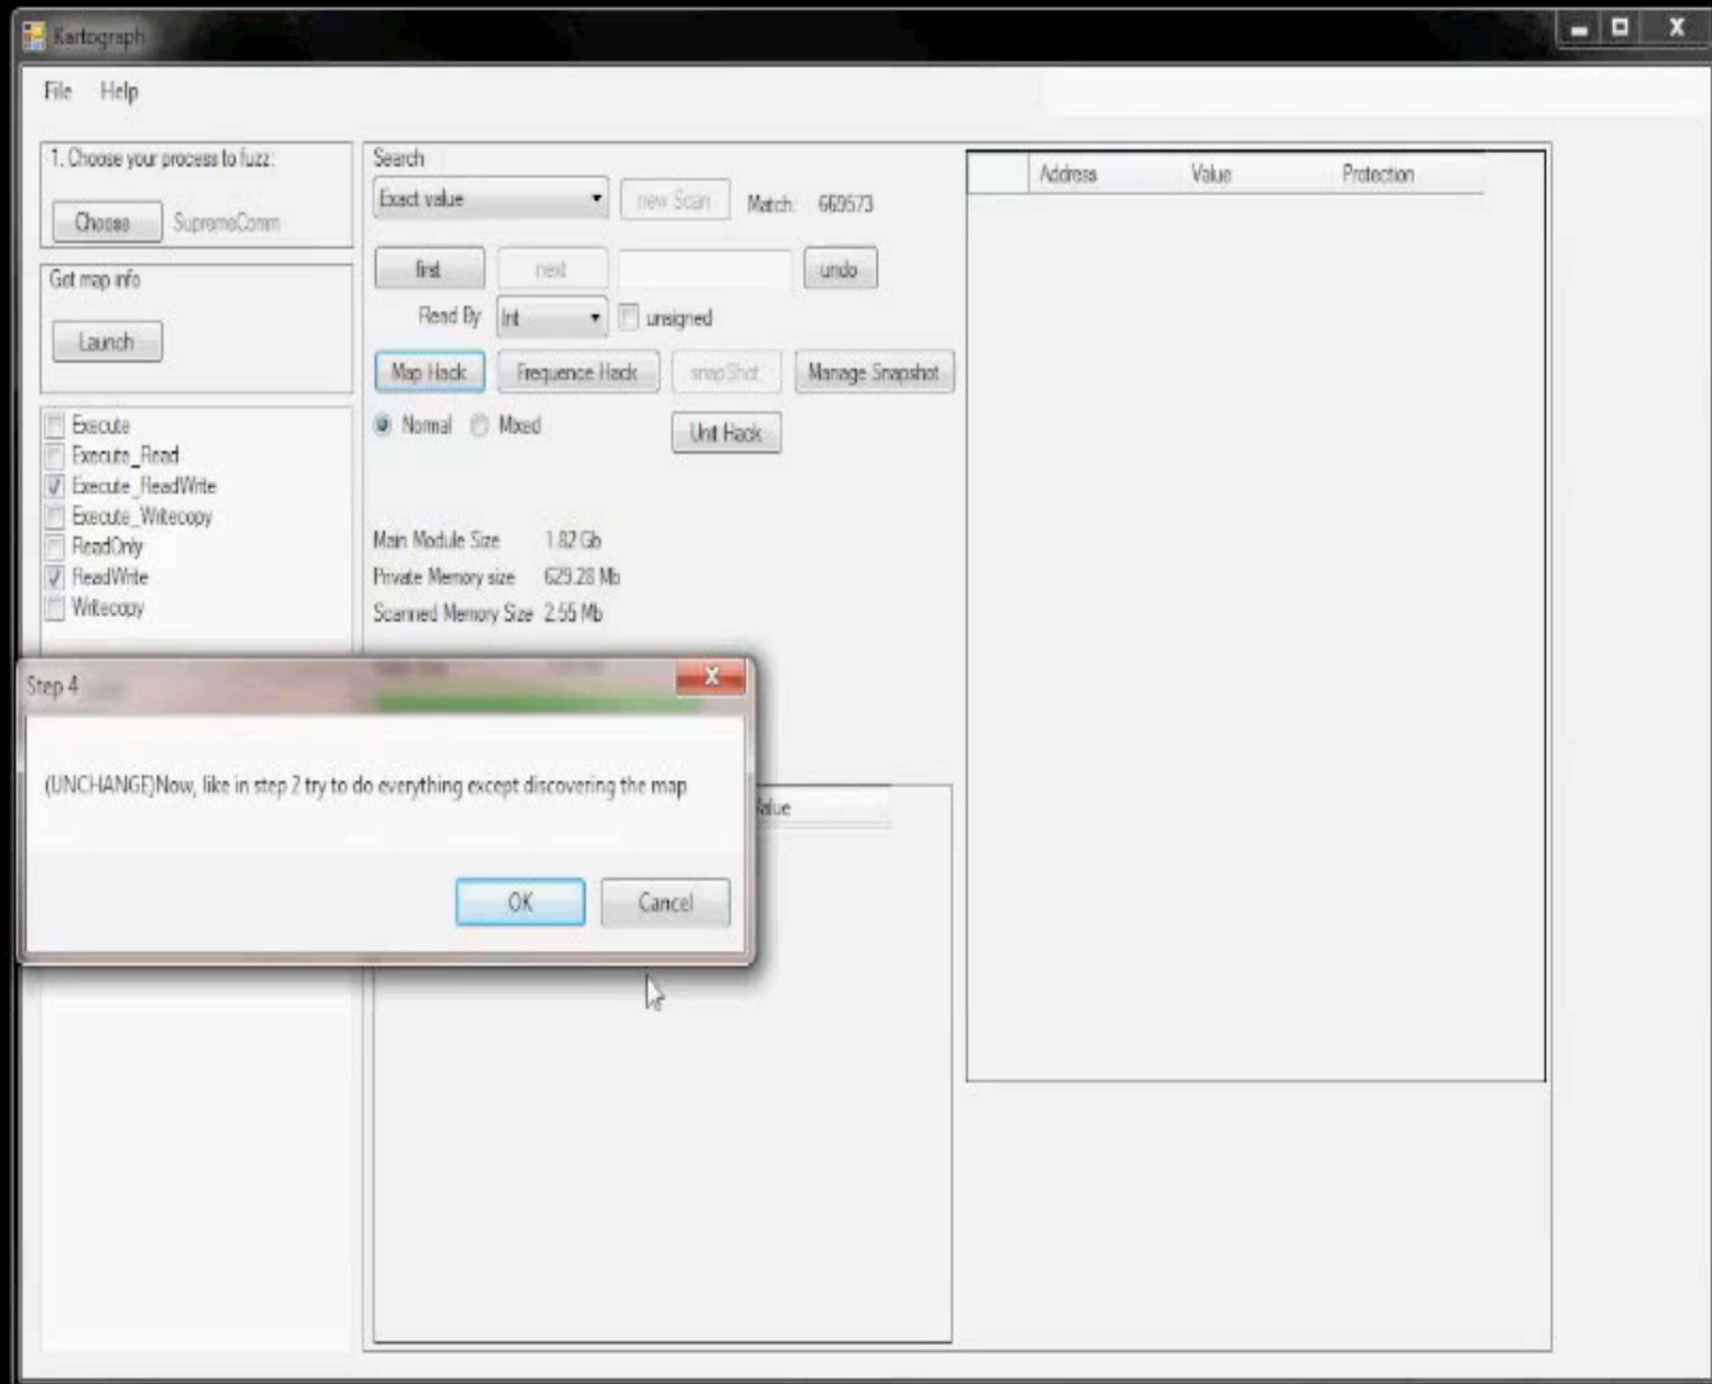 Kartograph
File Help
1. Choose your process to fuzz:
Choose SupremeComm
Get map info
Launch
Execute
Execute_Read
Execute_ReadWrite
Execute_Writecopy
ReadOnly
ReadWrite
Writecopy
Search
Exact value new Scan Match: 669573
first next undo
Read By Int unsigned
Map Hack Frequence Hack snapShot Manage Snapshot
Normal Mixed Unit Hack
Main Module Size 1.82 Gb
Private Memory size 629.28 Mb
Scanned Memory Size 2.55 Mb
Address Value Protection
Step 4
(UNCHANGE)Now, like in step 2 try to do everything except discovering the map
OK Cancel
Value